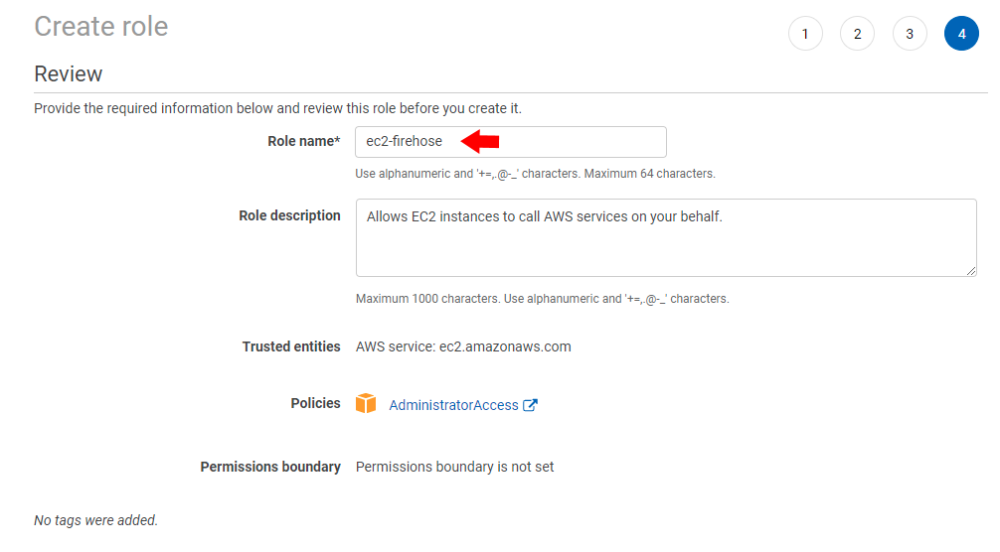 Create role
1 2 3 4
Review
Provide the required information below and review this role before you create it.
Role name* ec2-firehose
Use alphanumeric and '+=,.@-_' characters. Maximum 64 characters.
Role description Allows EC2 instances to call AWS services on your behalf.
Maximum 1000 characters. Use alphanumeric and '+=,.@-_' characters.
Trusted entities AWS service: ec2.amazonaws.com
Policies AdministratorAccess
Permissions boundary Permissions boundary is not set
No tags were added.